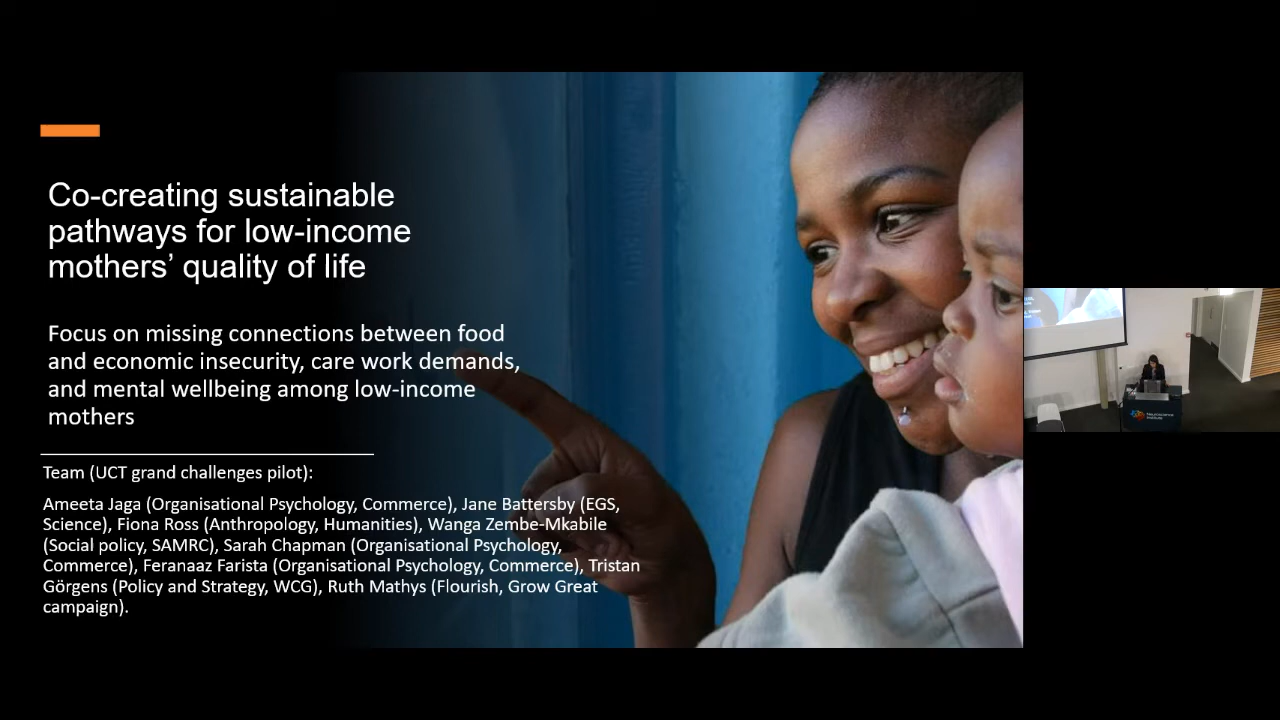 Co-creating sustainable
pathways for low-income
mothers’ quality of life
Focus on missing connections between food
and economic insecurity, care work demands,
and mental wellbeing among low-income
mothers
Team (UCT grand challenges pilot):
Ameeta Jaga (Organisational Psychology, Commerce), Jane Battersby (EGS,
Science), Fiona Ross (Anthropology, Humanities), Wanga Zembe-Mkabile
(Social policy, SAMRC), Sarah Chapman (Organisational Psychology,
Commerce), Feranaaz Farista (Organisational Psychology, Commerce), Tristan
Görgens (Policy and Strategy, WCG), Ruth Mathys (Flourish, Grow Great
campaign).
Neuroscience
Institute